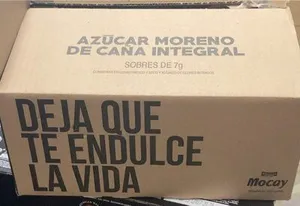 AZÚCAR MORENO
DE CAÑA INTEGRAL
SOBRES DE 7g
DEJA QUE
TE ENDULCE
LA VIDA
Mocay